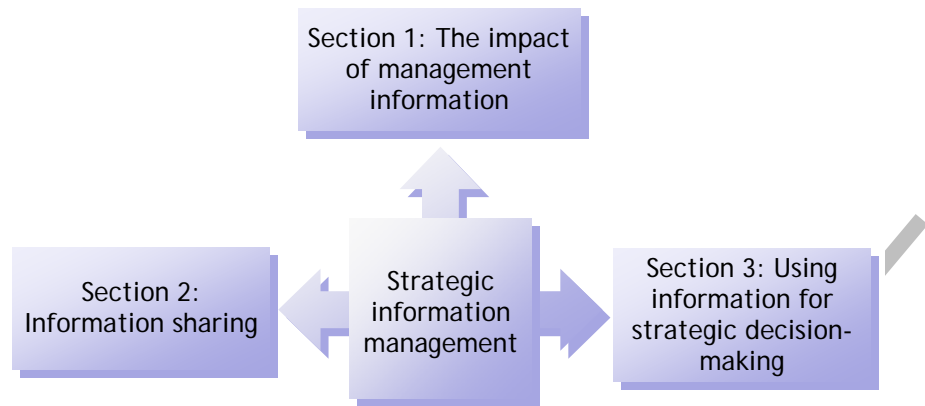 Section 1: The impact
of management
information
Section 2:
Information sharing
Strategic
information
management
Section 3: Using
information for
strategic decision-
making